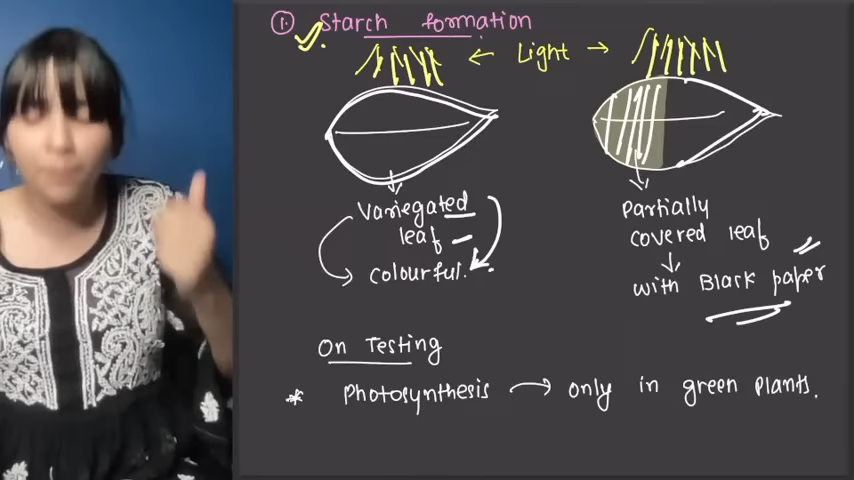 ① Starch formation
← Light →
Variegated
leaf
colourful.
Partially
covered leaf
with Black paper
On Testing
* Photosynthesis → only in green plants.